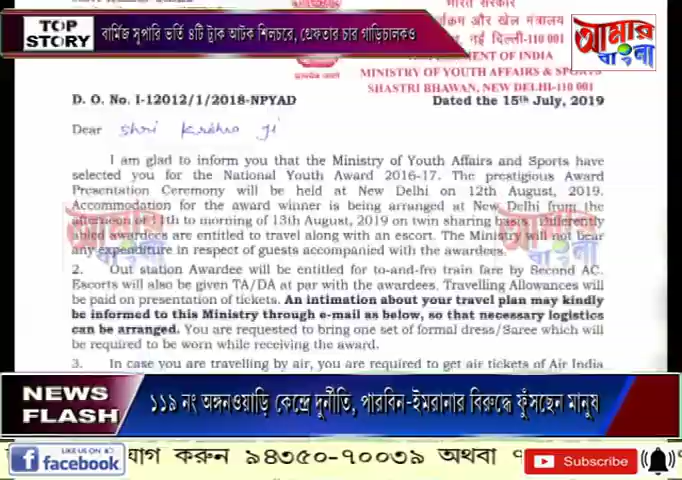 भारत सरकार
TOP
STORY
বার্মিজ সুপারি ভর্তি ৪টি ট্রাক আটক শিলচরে, গ্রেফতার চার গাড়িচালকও
আমার
বাংলা
और खेल मंत्रालय
नई दिल्ली-110 001
OF INDIA
MINISTRY OF YOUTH AFFAIRS & SPORTS
SHASTRI BHAWAN, NEW DELHI-110 001
D. O. No. I-12012/1/2018-NPYAD
Dated the 15th July, 2019
Dear Shri Krishna Ji
I am glad to inform you that the Ministry of Youth Affairs and Sports have
selected you for the National Youth Award 2016-17. The prestigious Award
Presentation Ceremony will be held at New Delhi on 12th August, 2019.
Accommodation for the award winner is being arranged at New Delhi from the
afternoon of 11th to morning of 13th August, 2019 on twin sharing basis. Differently
abled awardees are entitled to travel along with an escort. The Ministry will not bear
any expenditure in respect of guests accompanied with the awardees.
2. Out station Awardee will be entitled for to-and-fro train fare by Second AC.
Escorts will also be given TA/DA at par with the awardees. Travelling Allowances will
be paid on presentation of tickets. An intimation about your travel plan may kindly
be informed to this Ministry through e-mail as below, so that necessary logistics
can be arranged. You are requested to bring one set of formal dress/Saree which will
be required to be worn while receiving the award.
3. In case you are travelling by air, you are required to get air tickets of Air India
NEWS
FLASH
১১৯ নং অঙ্গনওয়াড়ি কেন্দ্রে দুর্নীতি, পারবিন-ইমরানার বিরুদ্ধে ফুঁসছেন মানুষ
LIKE US ON
facebook
যোগ করুন ৯৪৩৫০-৭০০৩৯ অথবা
Subscribe